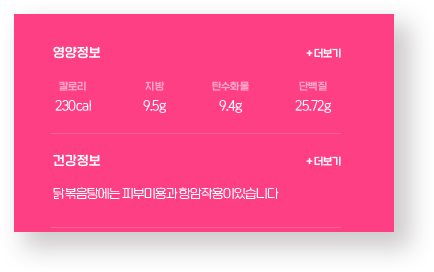 영양정보 +더보기
칼로리 지방 탄수화물 단백질
230cal 9.5g 9.4g 25.72g
건강정보 +더보기
닭볶음탕에는 피부미용과 항암작용이있습니다